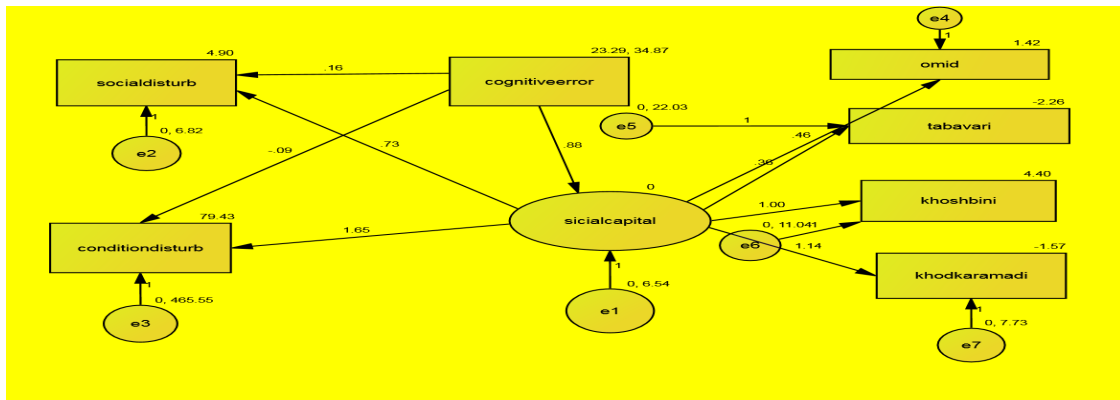 e4
1
1.42
omid
4.90
socialdisturb
.16
23.29, 34.87
cognitiveerror
0, 22.03
e5
1
-2.26
tabavari
1
0, 6.82
e2
-.09
.73
.88
.46
.36
0
sicialcapital
4.40
khoshbini
1.00
79.43
conditiondisturb
1.65
0, 11.041
e6
1.14
-1.57
khodkaramadi
1
0, 465.55
e3
1
0, 6.54
e1
1
0, 7.73
e7